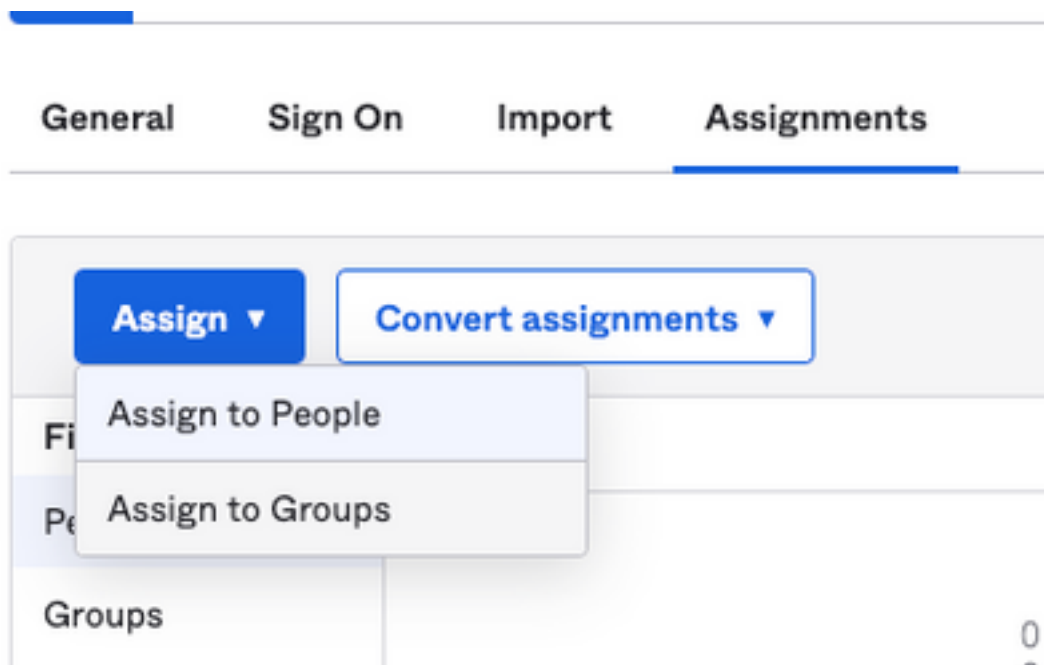 General Sign On Import Assignments
Assign ▼ Convert assignments ▼
Assign to People
Assign to Groups
Groups
0